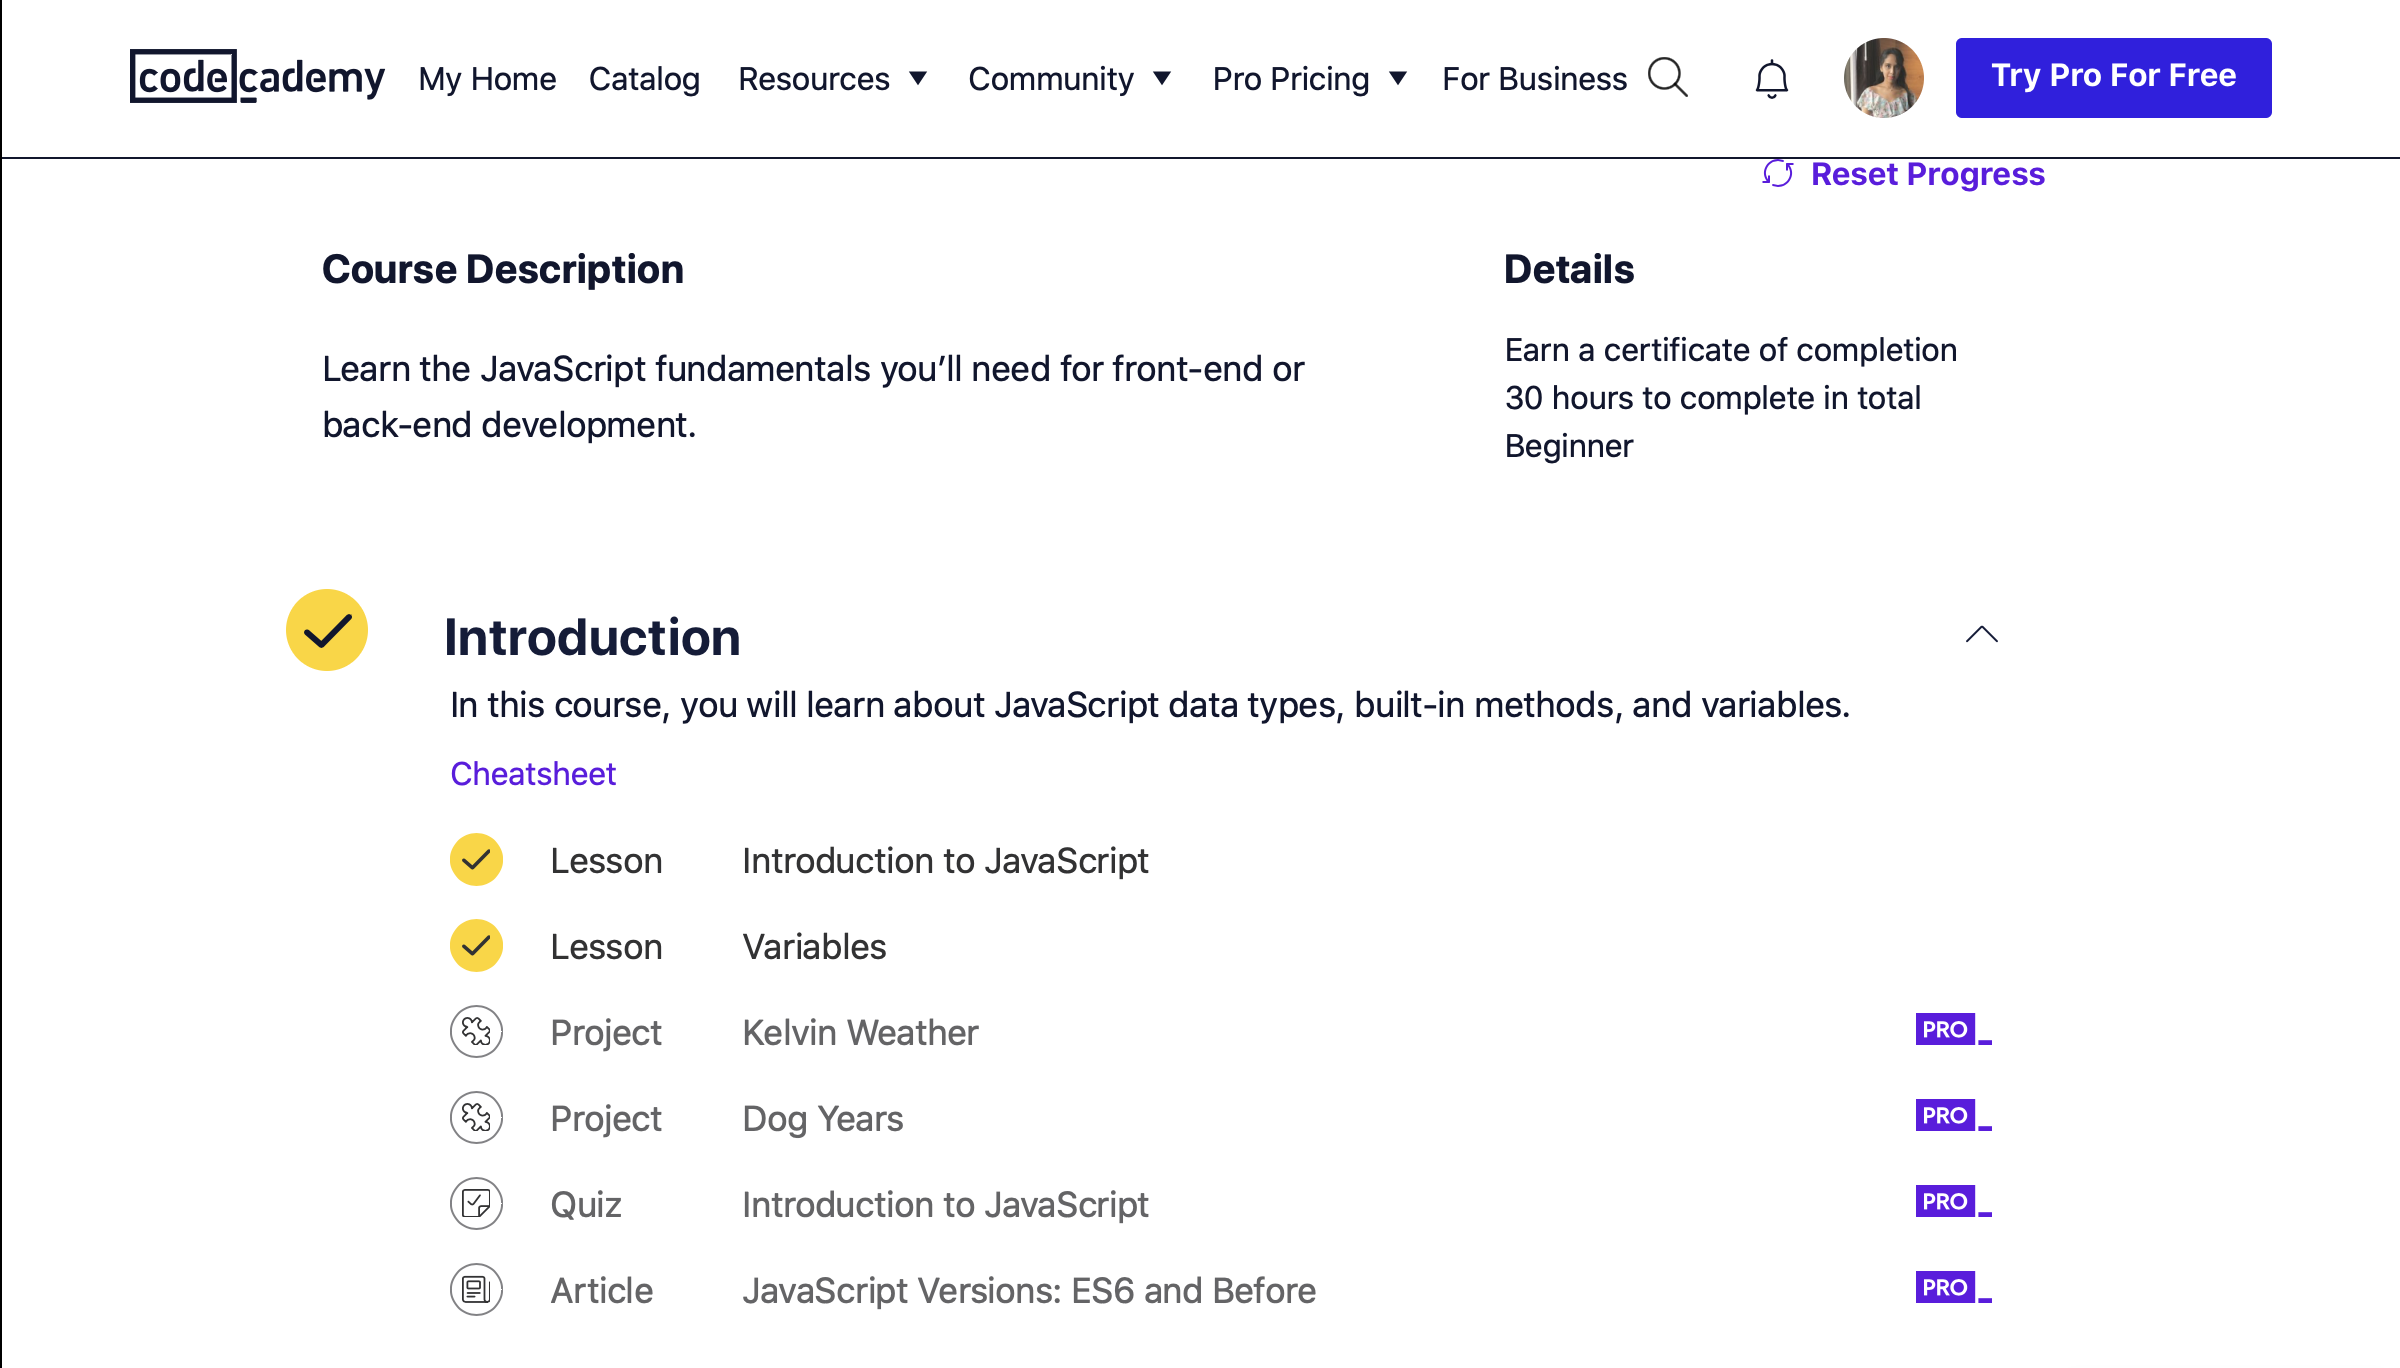 codecademy My Home Catalog Resources Community Pro Pricing For Business Try Pro For Free
Reset Progress
Course Description
Learn the JavaScript fundamentals you’ll need for front-end or
back-end development.
Details
Earn a certificate of completion
30 hours to complete in total
Beginner
Introduction
In this course, you will learn about JavaScript data types, built-in methods, and variables.
Cheatsheet
Lesson Introduction to JavaScript
Lesson Variables
Project Kelvin Weather PRO
Project Dog Years PRO
Quiz Introduction to JavaScript PRO
Article JavaScript Versions: ES6 and Before PRO